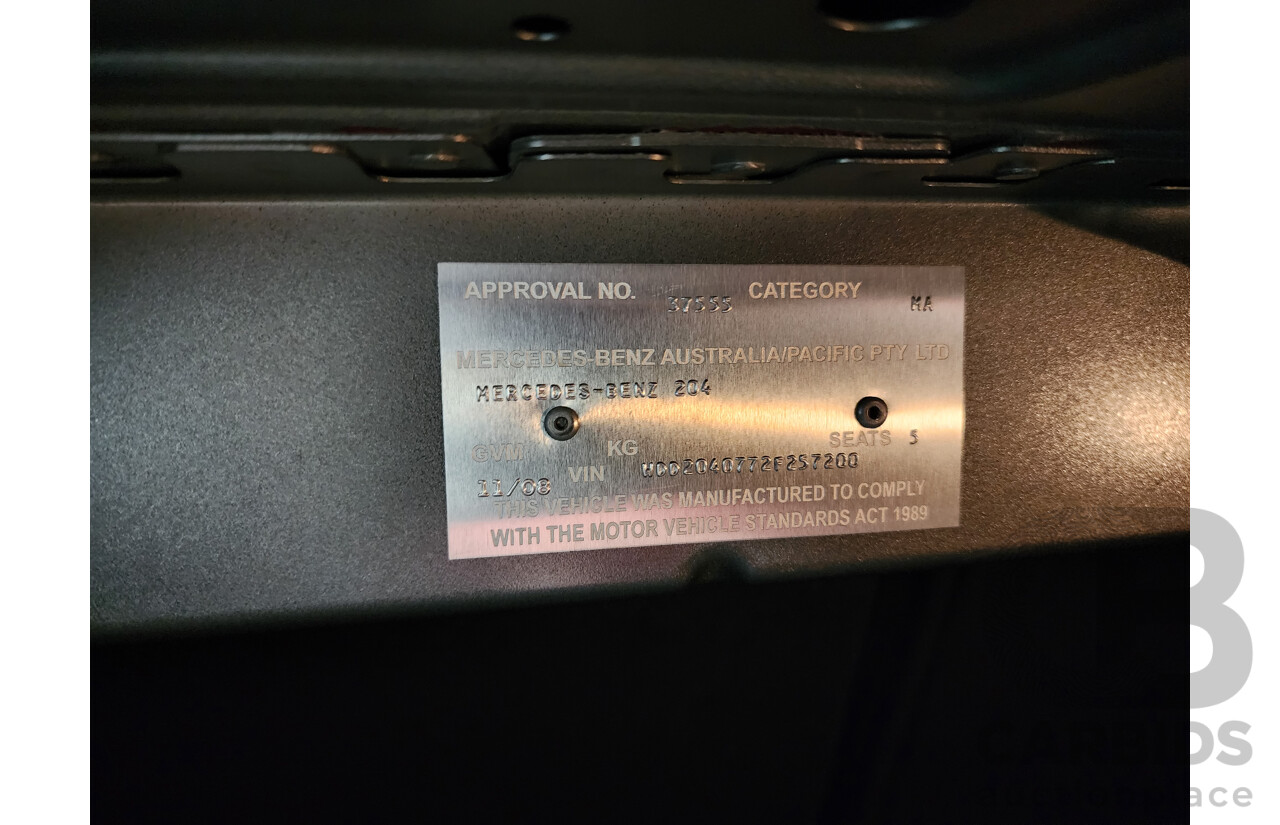 APPROVAL NO. 37555 CATEGORY MA
MERCEDES-BENZ AUSTRALIA/PACIFIC PTY LTD
MERCEDES-BENZ 204
GVM KG SEATS 5
11/08 VIN WDD2040772F257200
THIS VEHICLE WAS MANUFACTURED TO COMPLY
WITH THE MOTOR VEHICLE STANDARDS ACT 1989
B
CARBIDS